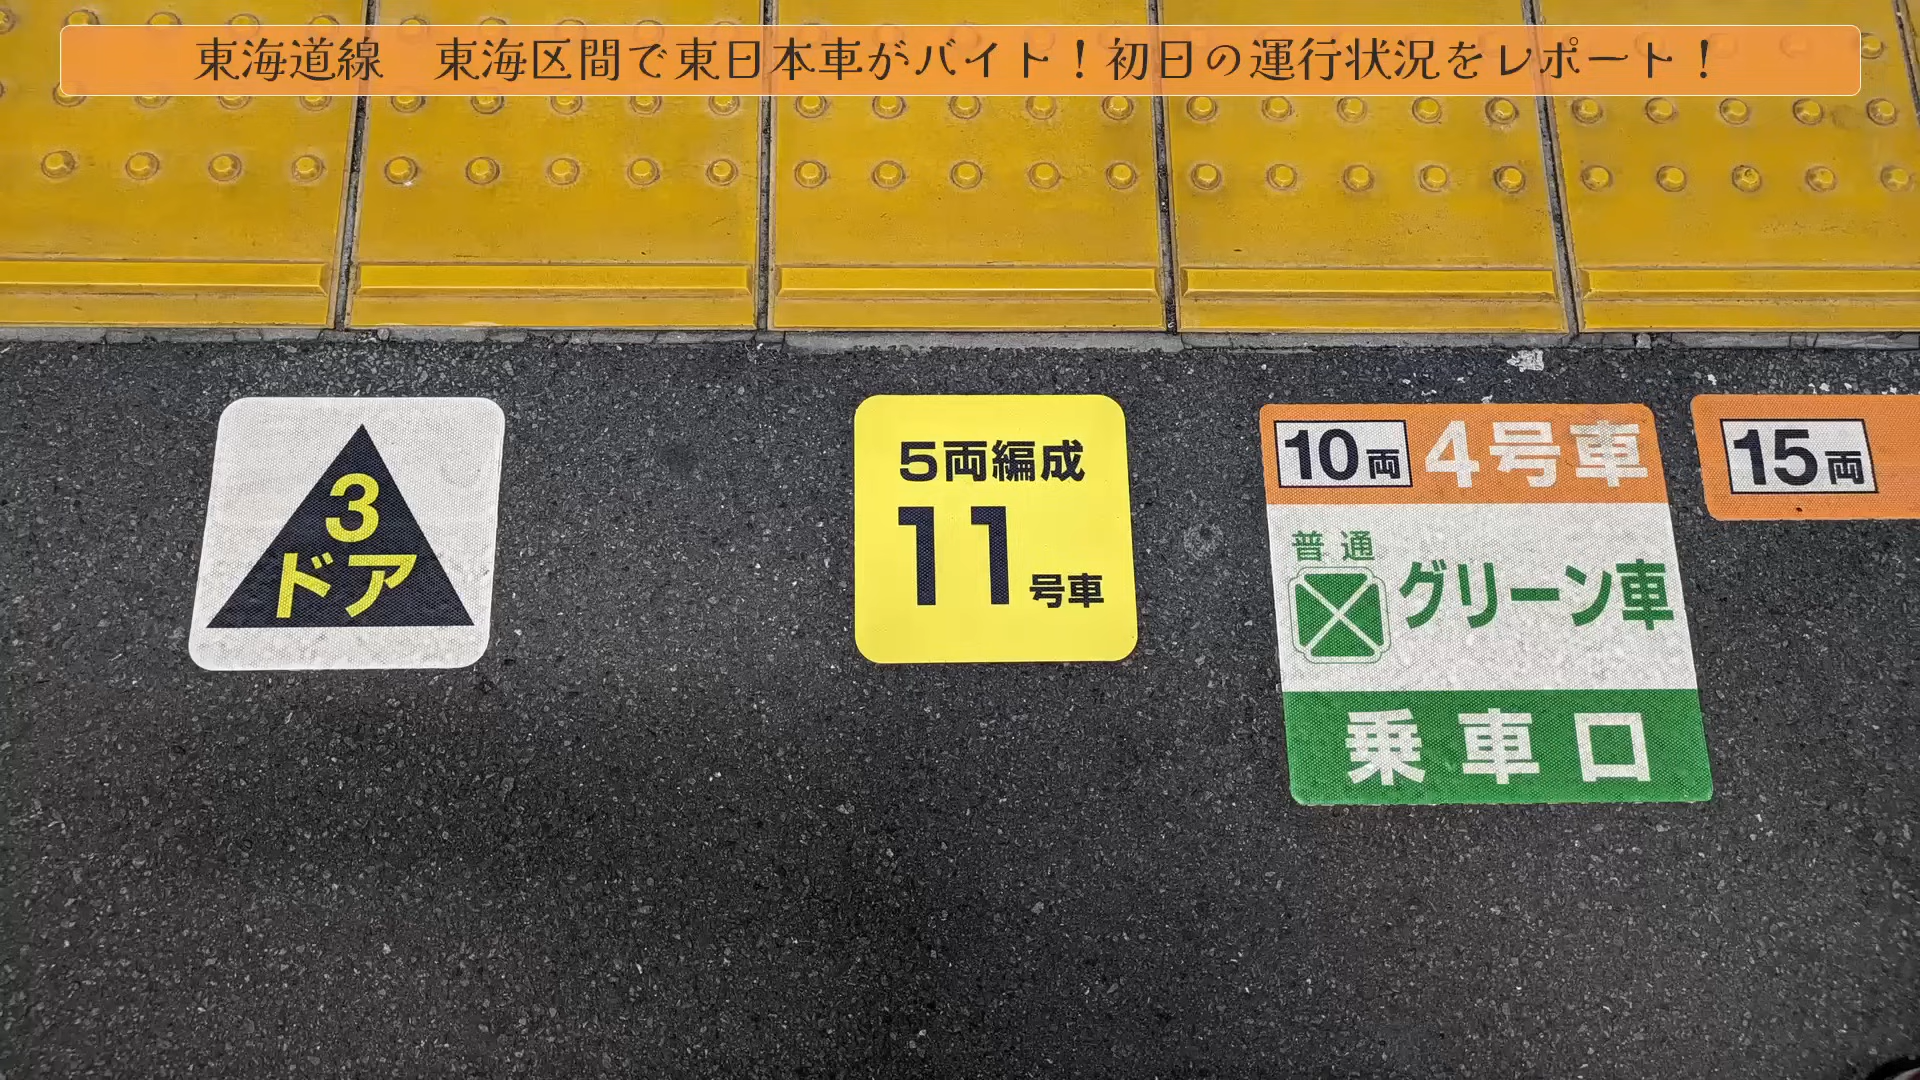 東海道線　東海区間で東日本車がバイト！初日の運行状況をレポート！
3
ドア
5両編成
11号車
10両 4号車
普通
グリーン車
乗車口
15両